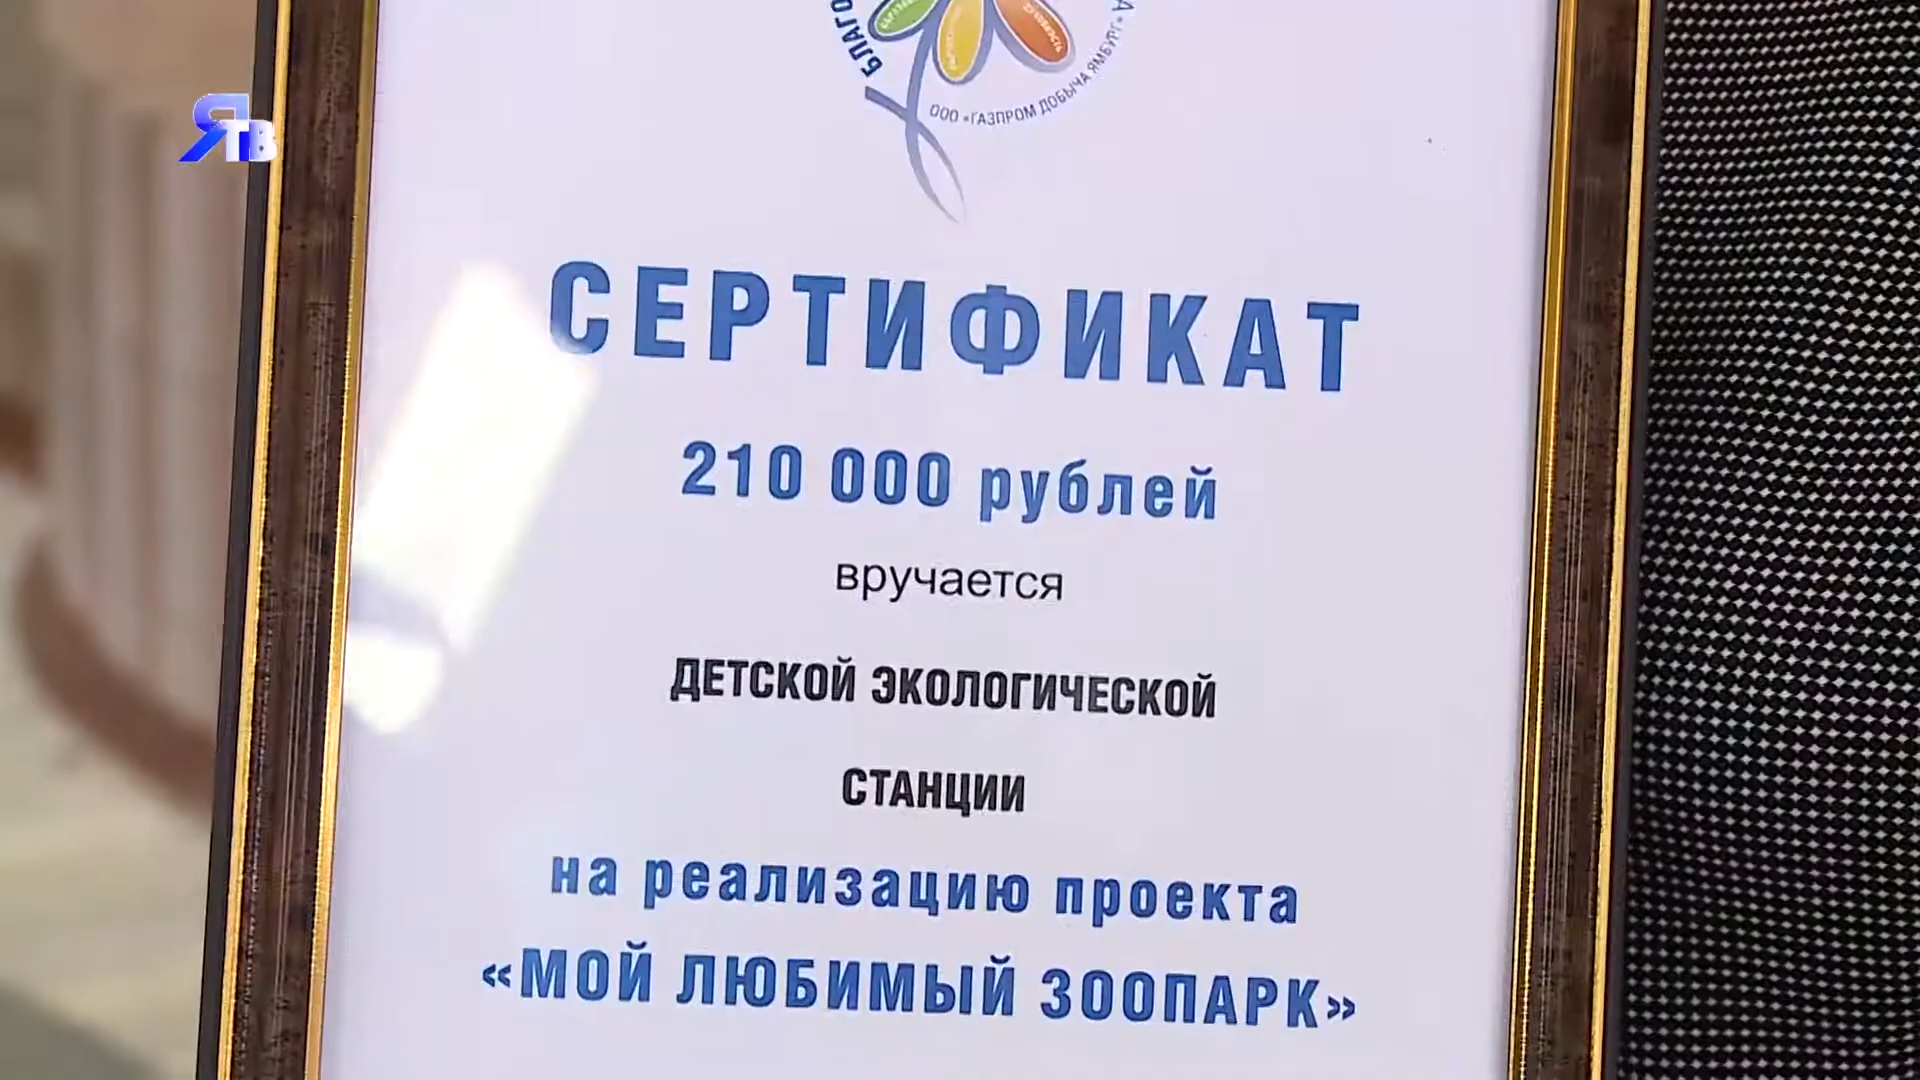 ЯТВ
ООО «ГАЗПРОМ ДОБЫЧА ЯМБУРГ»
СЕРТИФИКАТ
210 000 рублей
вручается
ДЕТСКОЙ ЭКОЛОГИЧЕСКОЙ
СТАНЦИИ
на реализацию проекта
«МОЙ ЛЮБИМЫЙ ЗООПАРК»